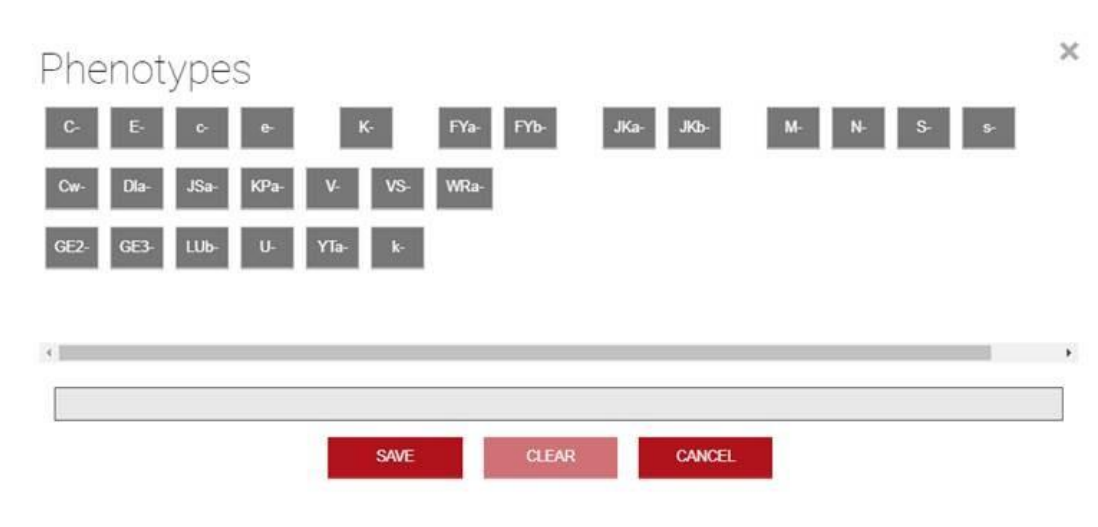 Phenotypes
C- E- c- e- K- FYa- FYb- JKa- JKb- M- N- S- s-
Cw- DIa- JSa- KPa- V- VS- WRa-
GE2- GE3- LUb- U- YTa- k-
SAVE CLEAR CANCEL